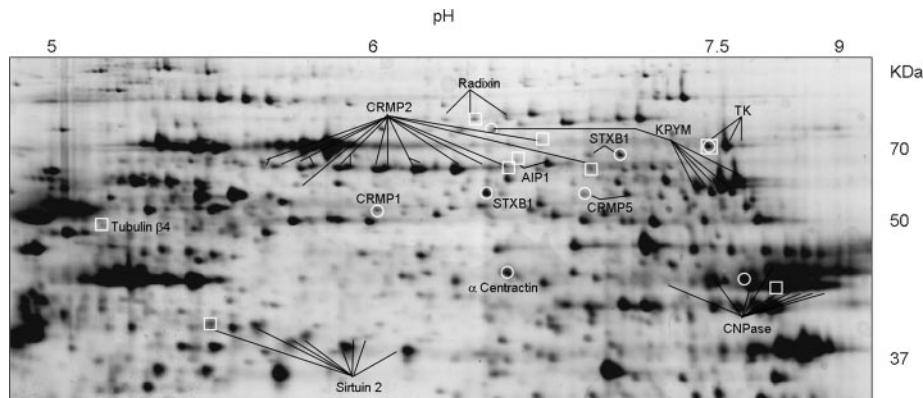 pH
5 6 7.5 9
KDa
Radixin
CRMP2 TK
STXB1 KPYM
70
AIP1
CRMP1 STXB1 CRMP5
50
Tubulin β4
α Centractin
CNPase
37
Sirtuin 2